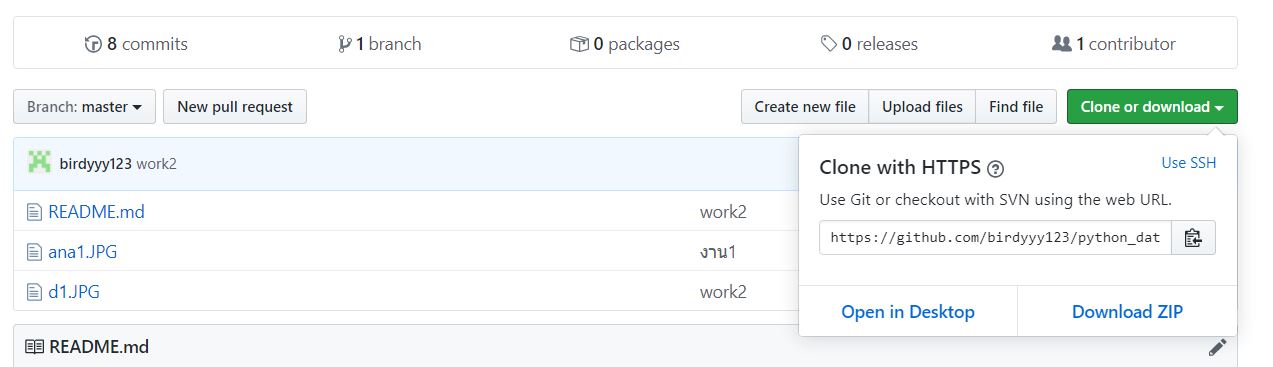 8 commits 1 branch 0 packages 0 releases 1 contributor
Branch: master New pull request Create new file Upload files Find file Clone or download
birdyyy123 work2
Clone with HTTPS Use SSH
Use Git or checkout with SVN using the web URL.
https://github.com/birdyyy123/python_dat
Open in Desktop Download ZIP
README.md work2
ana1.JPG งาน1
d1.JPG work2
README.md